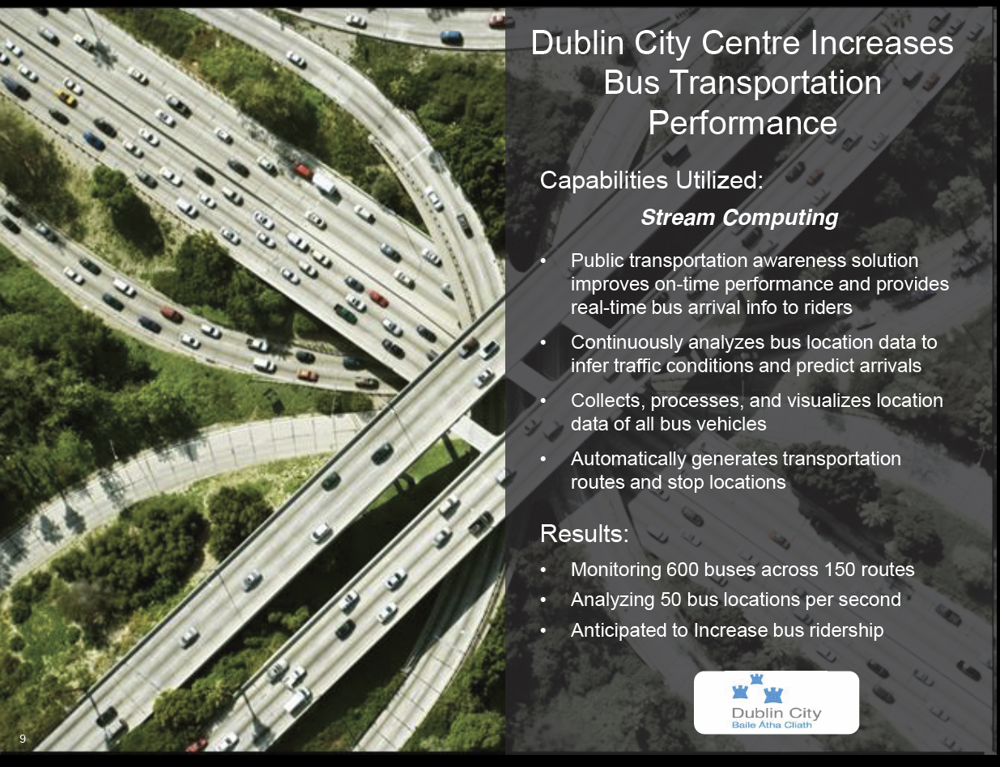 Dublin City Centre Increases
Bus Transportation
Performance
Capabilities Utilized:
Stream Computing
• Public transportation awareness solution
improves on-time performance and provides
real-time bus arrival info to riders
• Continuously analyzes bus location data to
infer traffic conditions and predict arrivals
• Collects, processes, and visualizes location
data of all bus vehicles
• Automatically generates transportation
routes and stop locations
Results:
• Monitoring 600 buses across 150 routes
• Analyzing 50 bus locations per second
• Anticipated to Increase bus ridership
Dublin City
Baile Átha Cliath
9